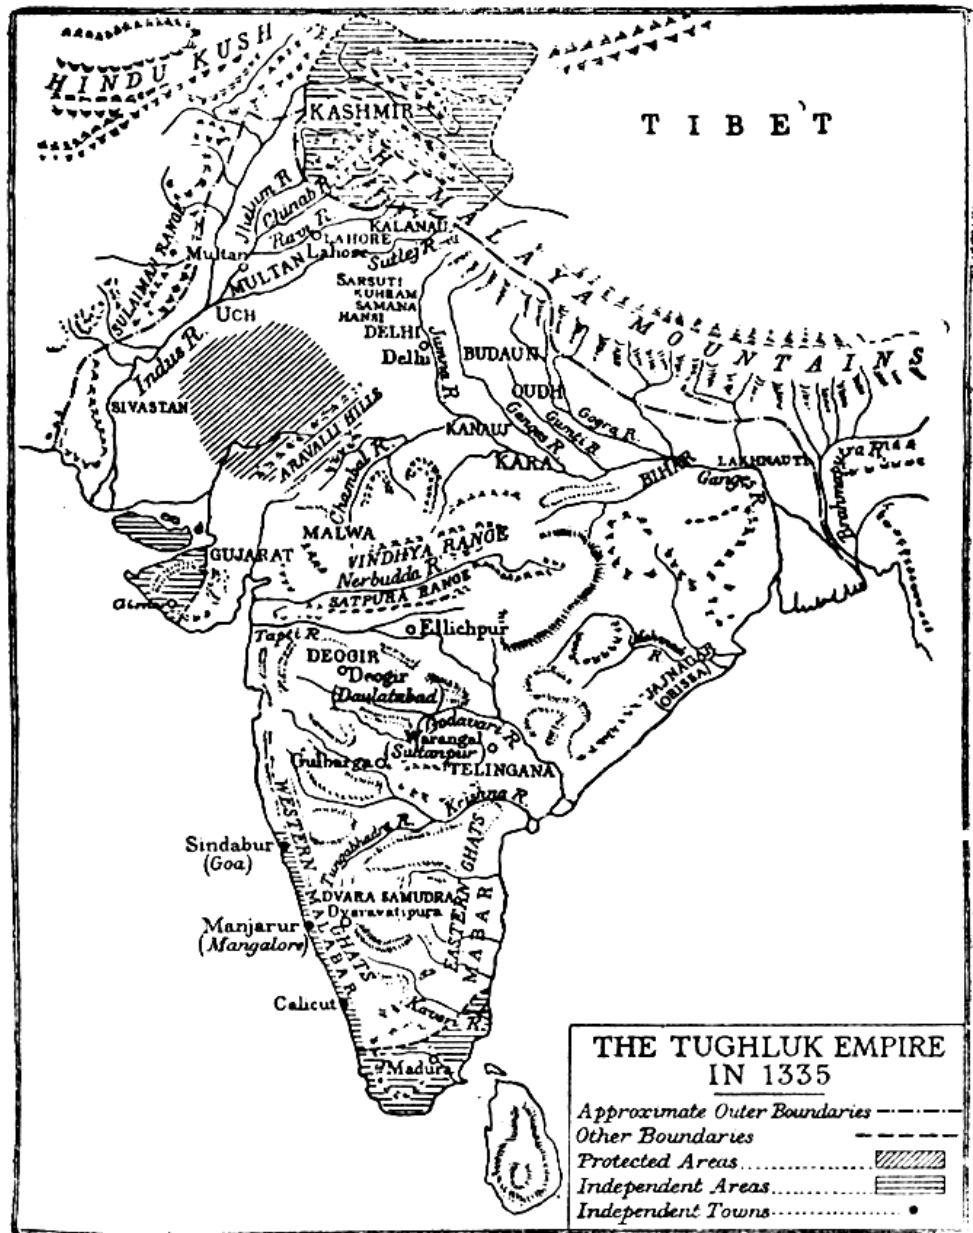 HINDU KUSH
TIBET
KASHMIR
HIMALAYA MOUNTAINS
Jhelum R
Chinab R.
Ravi R.
LAHORE
KALANAU
Lahore
Sutlej R
Multan
MULTAN
SULAIMAN RANGE
UCH
SARSUTI
KUHRAM
SAMANA
HANSI
DELHI
Delhi
Jumna R
BUDAUN
OUDH
Indus R.
SIVASTAN
ARAVALLI HILLS
KANAUJ
Ganges R
Gumti R.
Gogra R.
KARA
BIHAR
LAKHNAUTI
Ganges R
Brahmaputra R
Chambal R
MALWA
GUJARAT
VINDHYA RANGE
Nerbudda R.
SATPURA RANGE
Tapti R
Ellichpur
DEOGIR
Deogir
(Daulatabad)
R
JAJNAGAR
(ORISSA)
Godavari R
Warangal
Sultanpur
Gulbarga
TELINGANA
Krishna R.
Tungabhadra R.
WESTERN GHATS
EASTERN GHATS
Sindabur
(Goa)
DVARA SAMUDRA
Dvaravatipura
MALABAR
MABAR
Manjarur
(Mangalore)
Calicut
Kavari R.
Madura
THE TUGHLUK EMPIRE
IN 1335
Approximate Outer Boundaries
Other Boundaries
Protected Areas
Independent Areas
Independent Towns